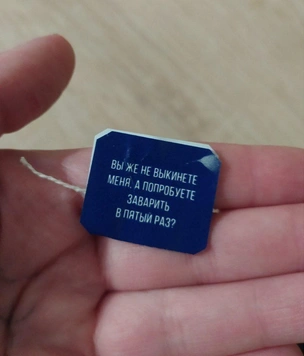 ВЫ ЖЕ НЕ ВЫКИНЕТЕ
МЕНЯ, А ПОПРОБУЕТЕ
ЗАВАРИТЬ
В ПЯТЫЙ РАЗ?